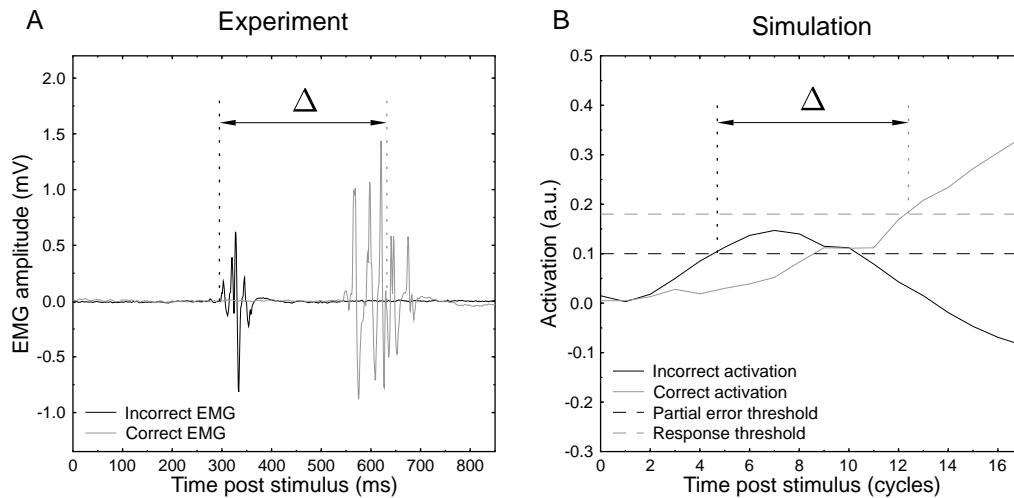 A
Experiment
Δ
EMG amplitude (mV)
2.0
1.5
1.0
0.5
0.0
-0.5
-1.0
Incorrect EMG
Correct EMG
0 100 200 300 400 500 600 700 800
Time post stimulus (ms)
B
Simulation
Δ
Activation (a.u.)
0.5
0.4
0.3
0.2
0.1
0.0
-0.1
-0.3
Incorrect activation
Correct activation
Partial error threshold
Response threshold
0 2 4 6 8 10 12 14 16
Time post stimulus (cycles)